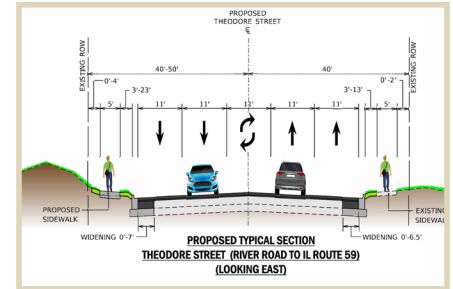 PROPOSED
THEODORE STREET
℄
EXISTING ROW
EXISTING ROW
40'-50'
40'
0'-4'
0'-2'
3'-23'
3'-13'
5'
11'
11'
11'
11'
11'
5'
PROPOSED
SIDEWALK
EXISTING
SIDEWAL
WIDENING 0'-7'
WIDENING 0'-6.5'
PROPOSED TYPICAL SECTION
THEODORE STREET (RIVER ROAD TO IL ROUTE 59)
(LOOKING EAST)